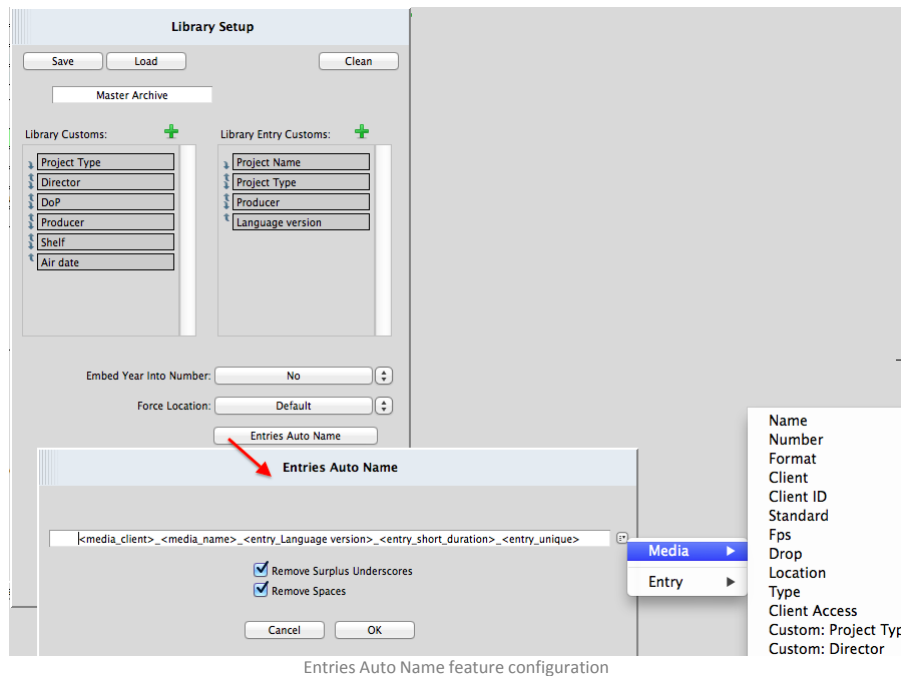 Library Setup
Save Load Clean
Master Archive
Library Customs: Library Entry Customs:
Project Type Project Name
Director Project Type
DoP Producer
Producer Language version
Shelf
Air date
Embed Year Into Number: No
Force Location: Default
Entries Auto Name
Entries Auto Name
<media_client>_<media_name>_<entry_Language version>_<entry_short_duration>_<entry_unique>
Remove Surplus Underscores
Remove Spaces
Cancel OK
Media
Entry
Name
Number
Format
Client
Client ID
Standard
Fps
Drop
Location
Type
Client Access
Custom: Project Typ
Custom: Director
Entries Auto Name feature configuration